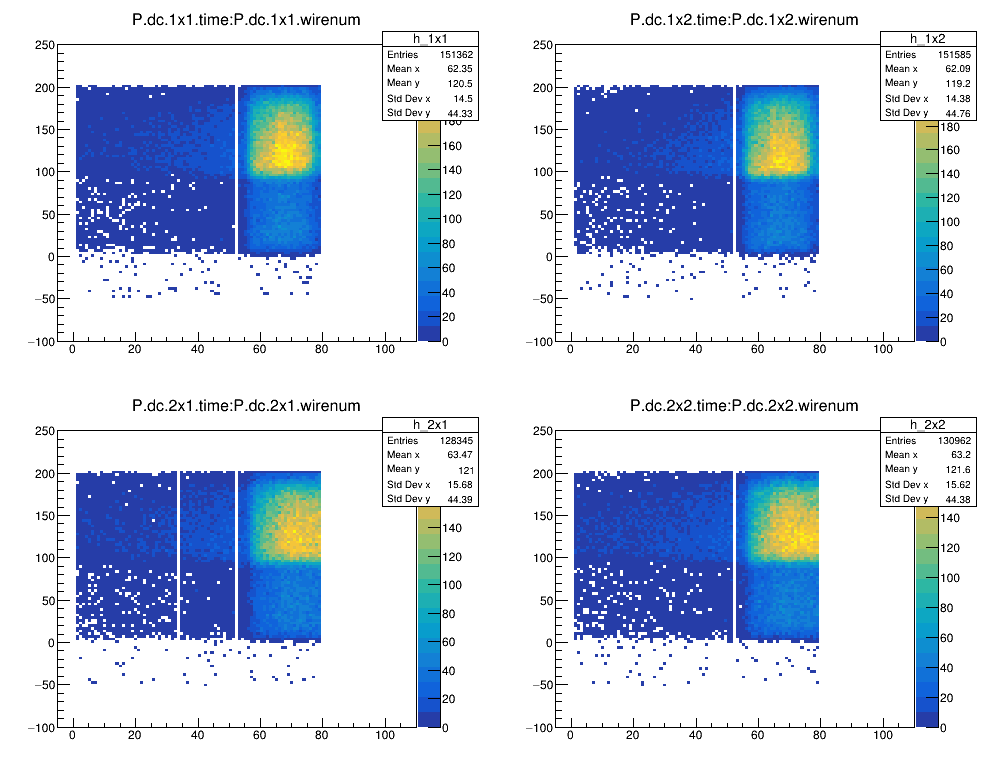 P.dc.1x1.time:P.dc.1x1.wirenum
h_1x1
Entries 151362
Mean x 62.35
Mean y 120.5
Std Dev x 14.5
Std Dev y 44.33
250
200
150
100
50
0
−50
−100
0 20 40 60 80 100
180
160
140
120
100
80
60
40
20
0
P.dc.1x2.time:P.dc.1x2.wirenum
h_1x2
Entries 151585
Mean x 62.09
Mean y 119.2
Std Dev x 14.38
Std Dev y 44.76
250
200
150
100
50
0
−50
−100
0 20 40 60 80 100
180
160
140
120
100
80
60
40
20
0
P.dc.2x1.time:P.dc.2x1.wirenum
h_2x1
Entries 128345
Mean x 63.47
Mean y 121
Std Dev x 15.68
Std Dev y 44.39
250
200
150
100
50
0
−50
−100
0 20 40 60 80 100
140
120
100
80
60
40
20
0
P.dc.2x2.time:P.dc.2x2.wirenum
h_2x2
Entries 130962
Mean x 63.2
Mean y 121.6
Std Dev x 15.62
Std Dev y 44.38
250
200
150
100
50
0
−50
−100
0 20 40 60 80 100
140
120
100
80
60
40
20
0